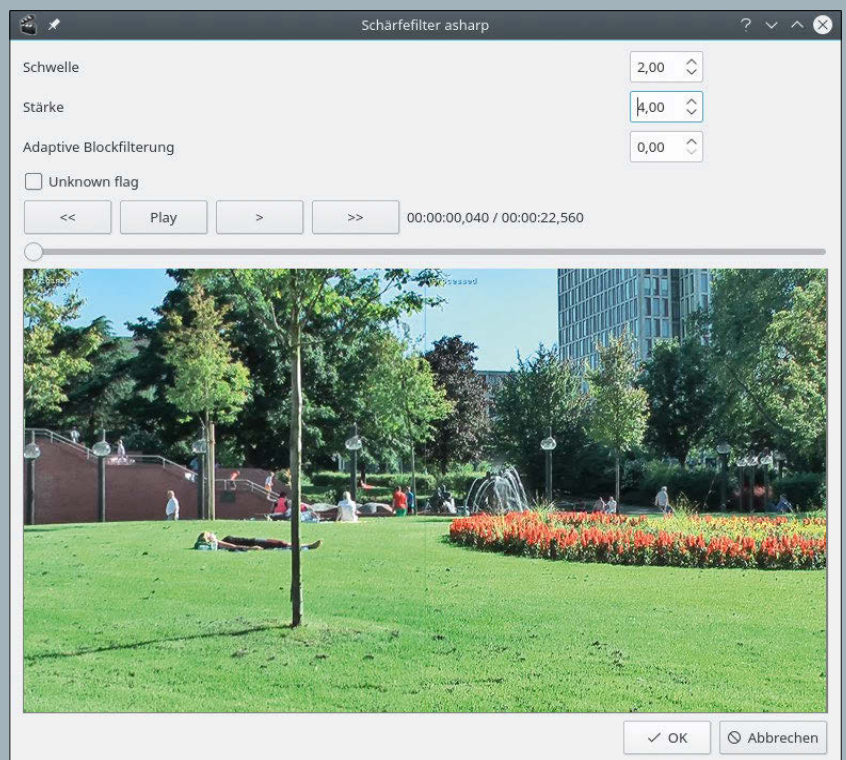 Schärfefilter asharp
Schwelle 2,00
Stärke 4,00
Adaptive Blockfilterung 0,00
Unknown flag
<< Play > >> 00:00:00,040 / 00:00:22,560
OK Abbrechen